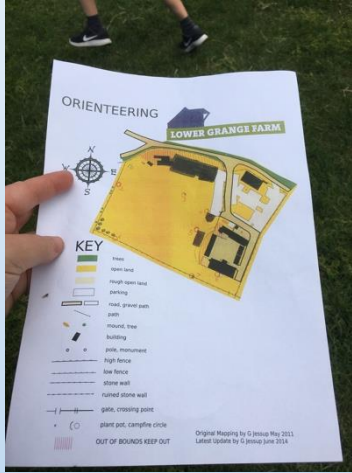 ORIENTEERING
LOWER GRANGE FARM
N
E
S
KEY
trees
open land
rough open land
parking
road, gravel path
path
mound, tree
building
pole, monument
high fence
low fence
stone wall
ruined stone wall
gate, crossing point
plant pot, campfire circle
OUT OF BOUNDS KEEP OUT
Original Mapping by G Jessup May 2011
Latest Update by G Jessup June 2014